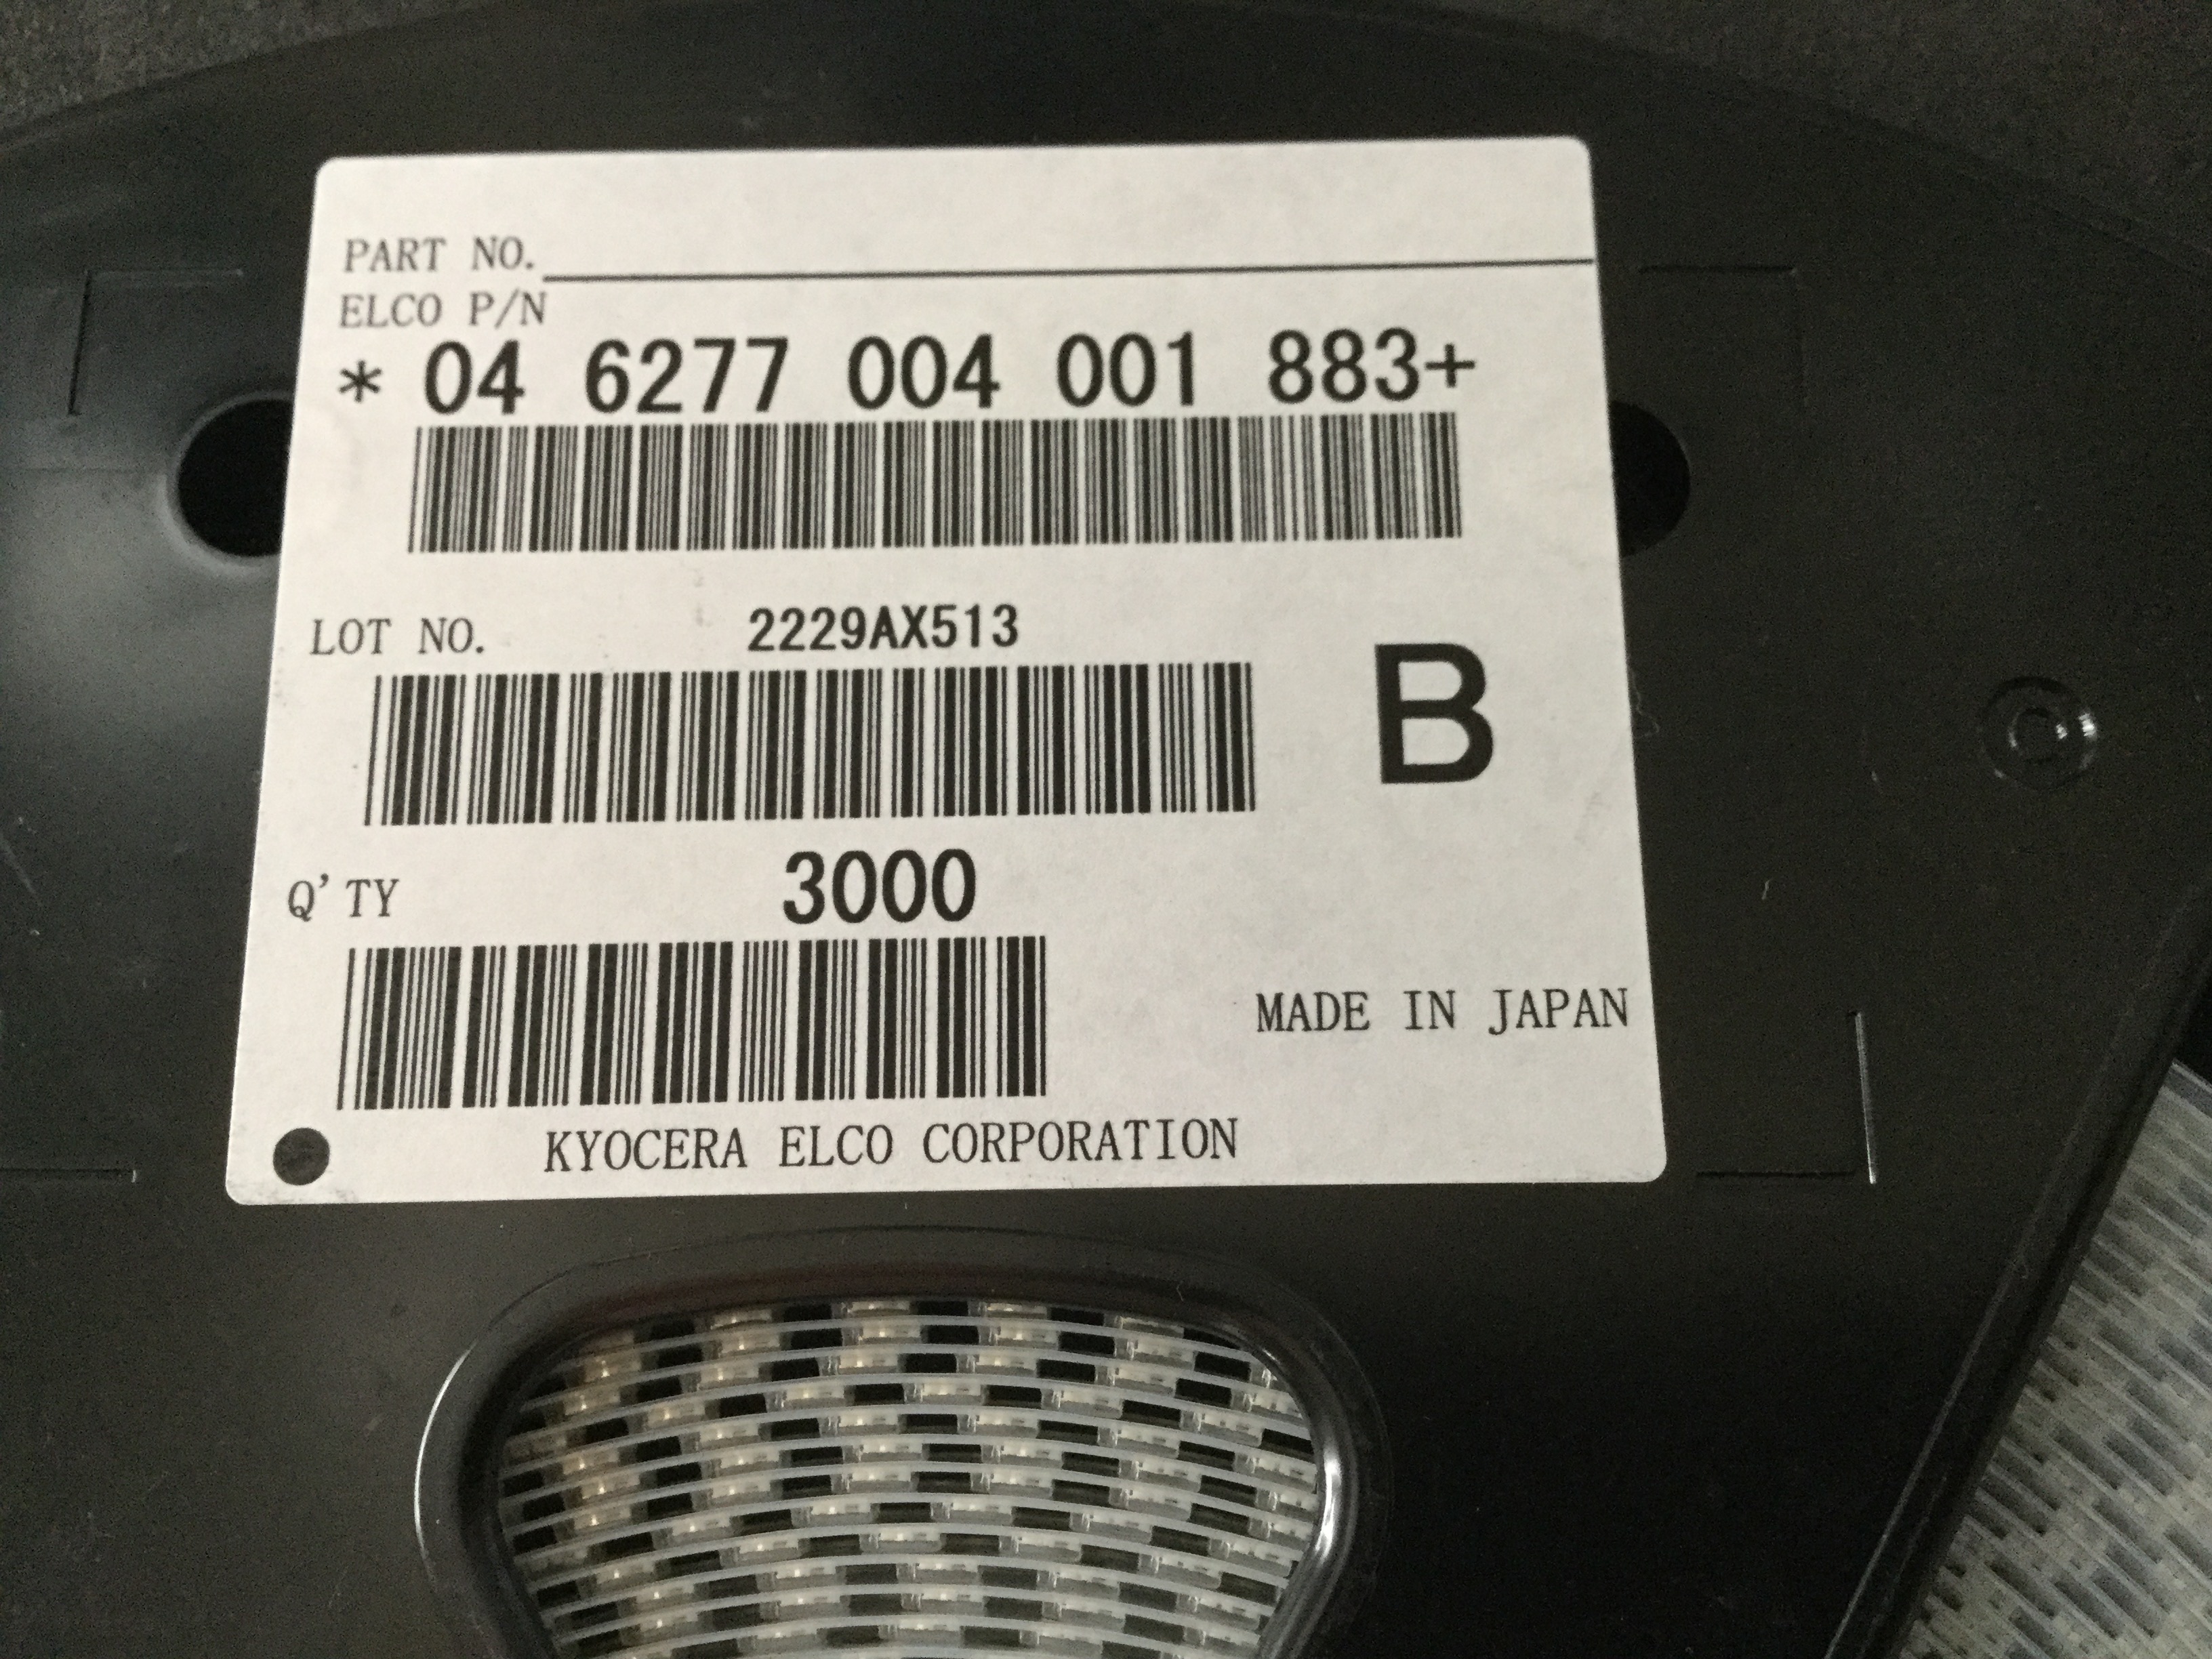 PART NO.
ELCO P/N
* 04 6277 004 001 883+
LOT NO. 2229AX513
B
Q'TY 3000
MADE IN JAPAN
KYOCERA ELCO CORPORATION